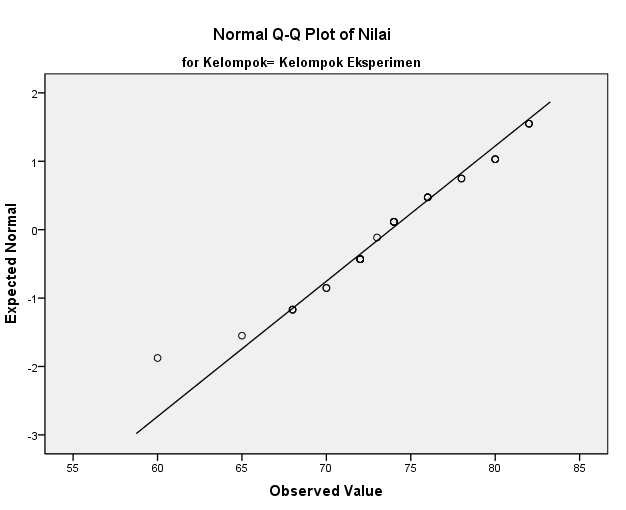 Normal Q-Q Plot of Nilai
for Kelompok= Kelompok Eksperimen
Expected Normal
2
1
0
-1
-2
-3
55 60 65 70 75 80 85
Observed Value